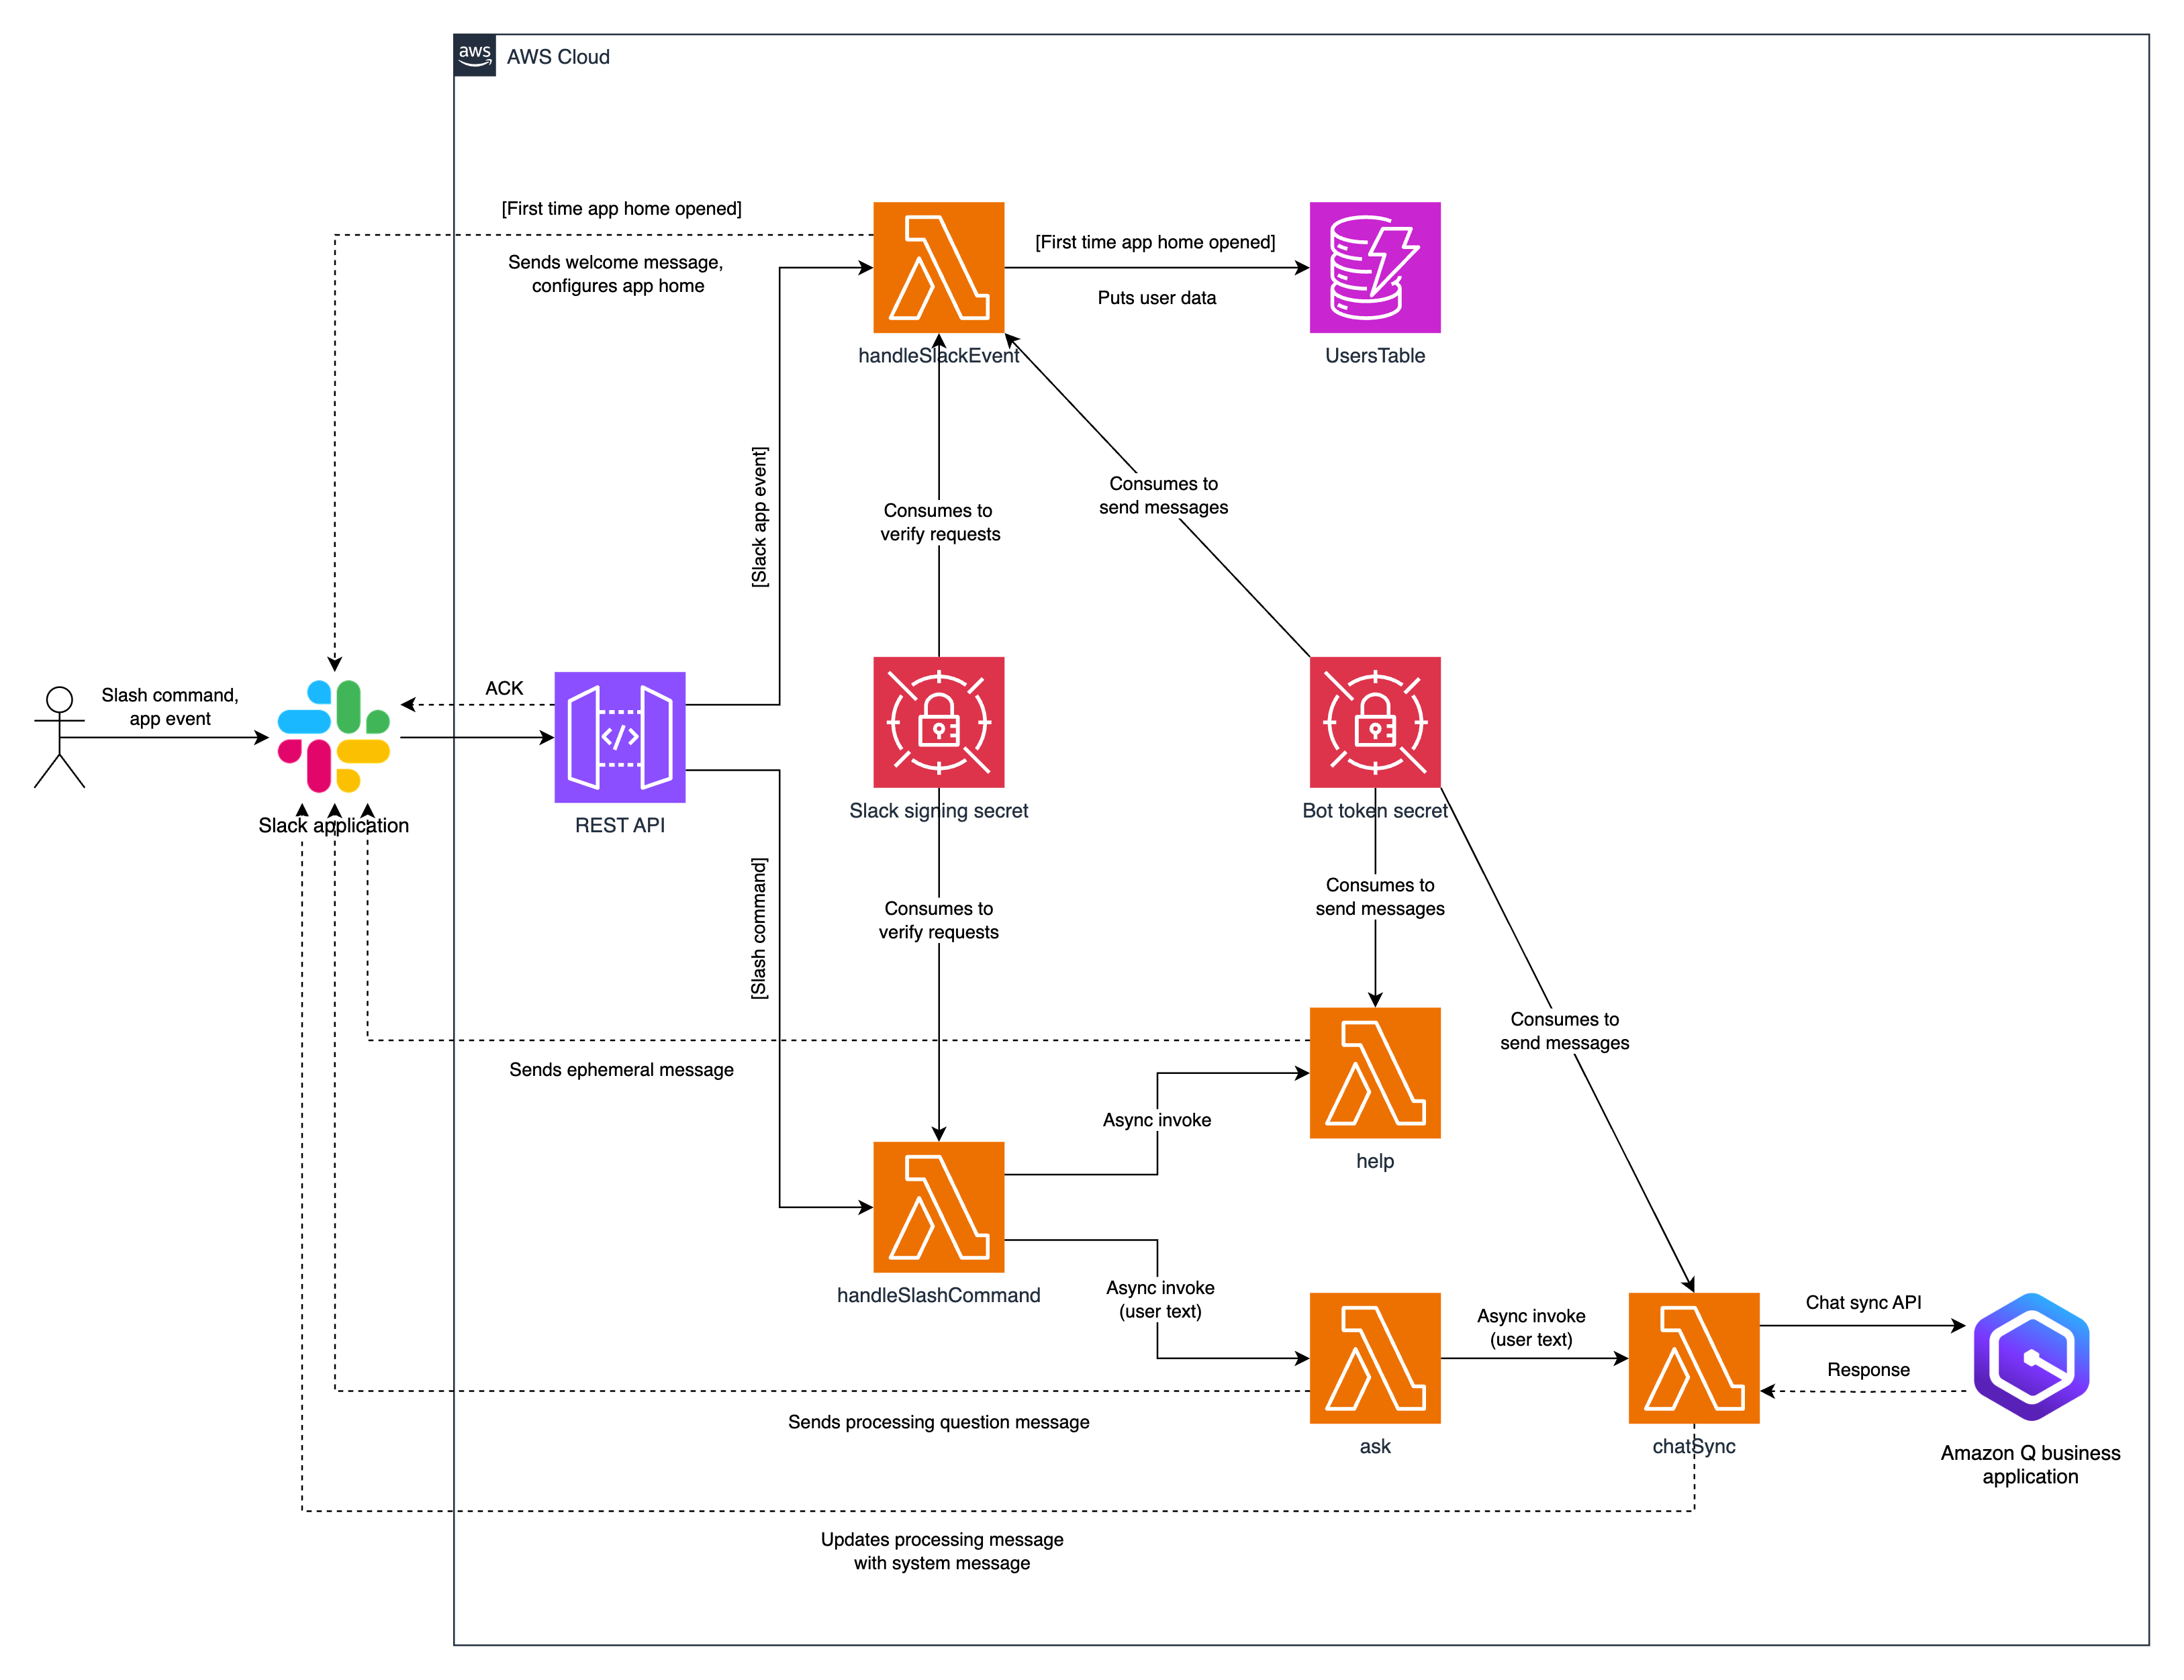 aws
AWS Cloud
[First time app home opened]
Sends welcome message,
configures app home
[First time app home opened]
Puts user data
handleSlackEvent
UsersTable
[Slack app event]
Consumes to
verify requests
Consumes to
send messages
Slash command,
app event
ACK
Slack application
REST API
Slack signing secret
Bot token secret
[Slash command]
Consumes to
verify requests
Consumes to
send messages
Consumes to
send messages
Sends ephemeral message
Async invoke
help
handleSlashCommand
Async invoke
(user text)
Async invoke
(user text)
Chat sync API
Response
Sends processing question message
ask
chatSync
Amazon Q business
application
Updates processing message
with system message